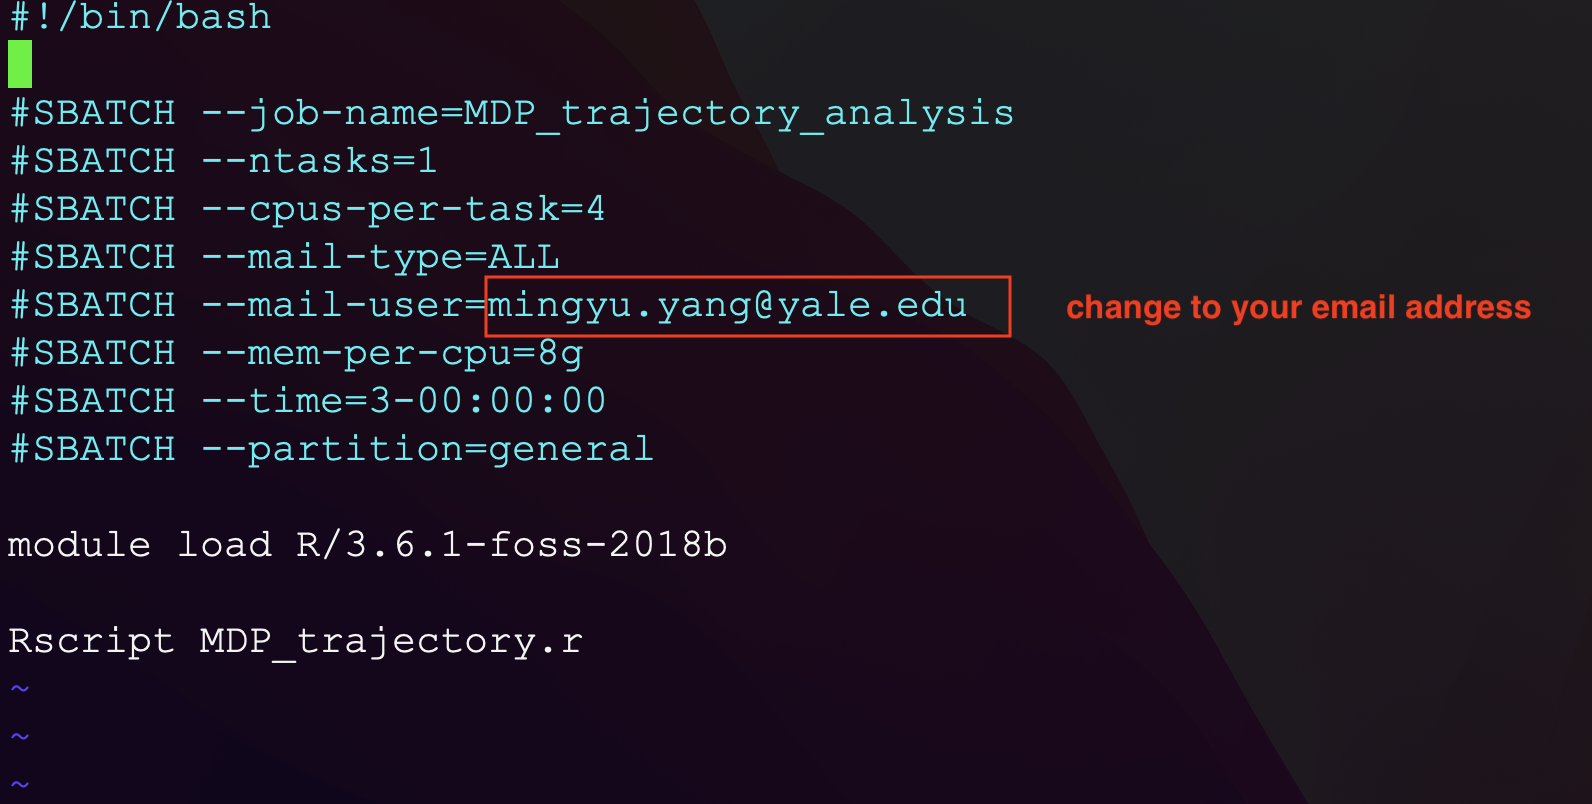 #!/bin/bash
#SBATCH --job-name=MDP_trajectory_analysis
#SBATCH --ntasks=1
#SBATCH --cpus-per-task=4
#SBATCH --mail-type=ALL
#SBATCH --mail-user=mingyu.yang@yale.edu change to your email address
#SBATCH --mem-per-cpu=8g
#SBATCH --time=3-00:00:00
#SBATCH --partition=general
module load R/3.6.1-foss-2018b
Rscript MDP_trajectory.r
~
~
~